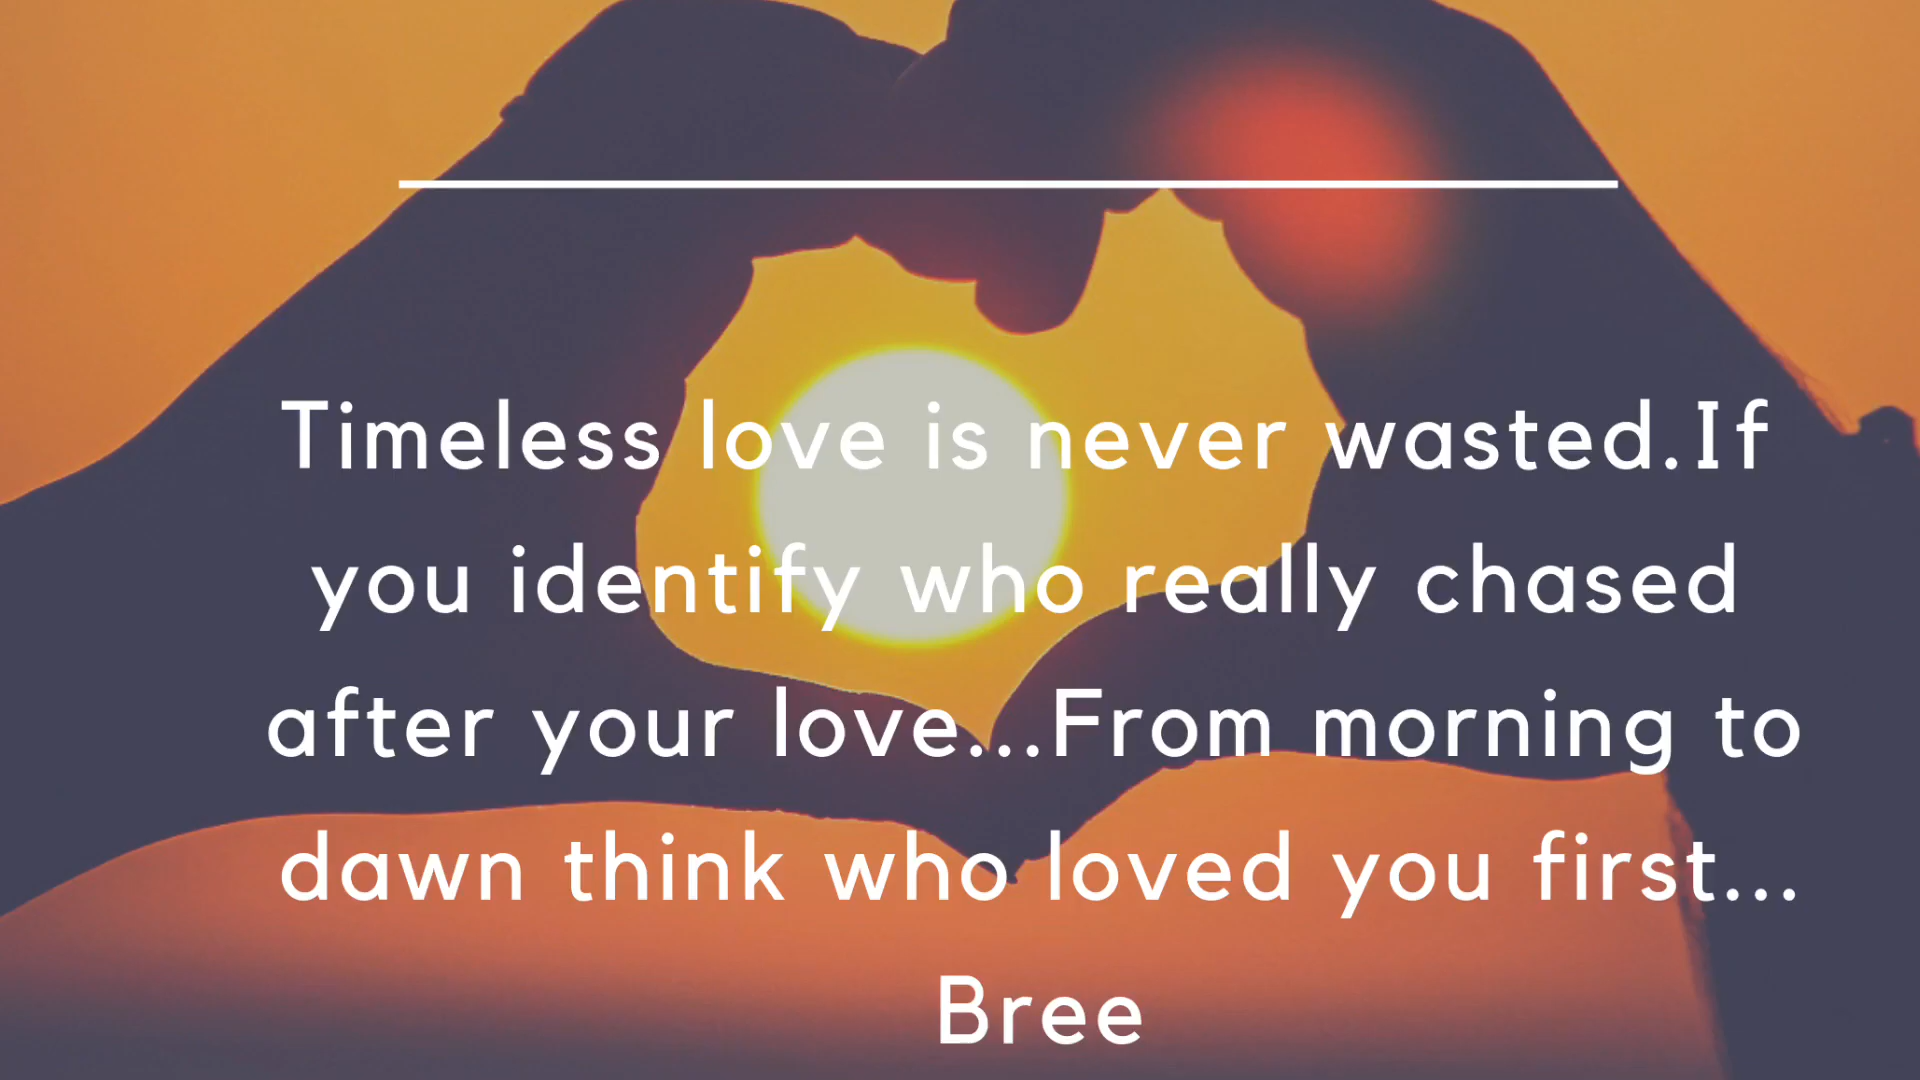 Timeless love is never wasted.If
you identify who really chased
after your love...From morning to
dawn think who loved you first...
Bree